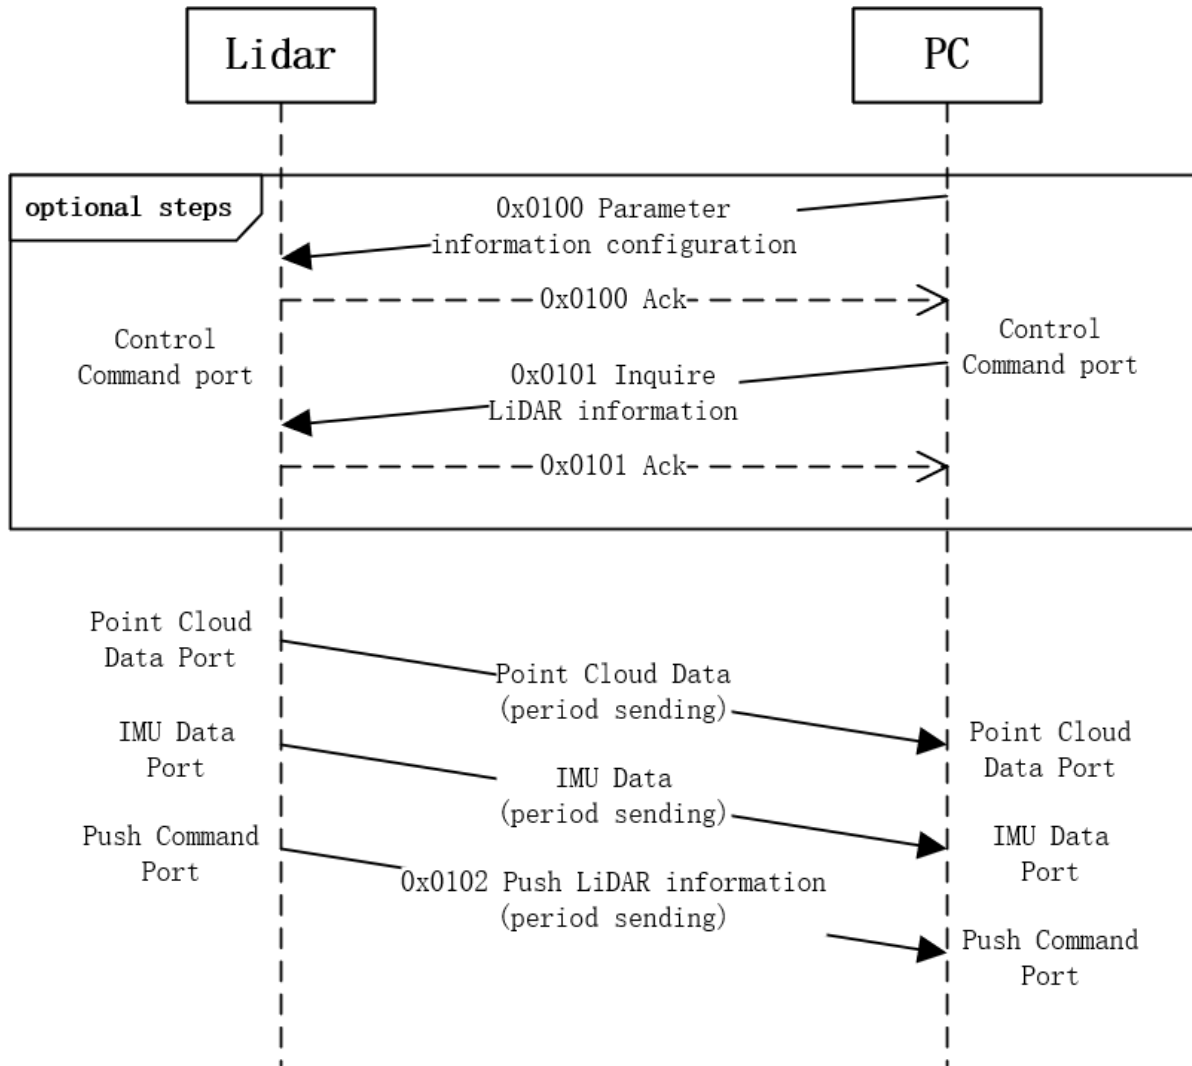 Lidar
PC
optional steps
0x0100 Parameter
information configuration
0x0100 Ack
Control
Command port
Control
Command port
0x0101 Inquire
LiDAR information
0x0101 Ack
Point Cloud
Data Port
Point Cloud Data
(period sending)
IMU Data
Port
Point Cloud
Data Port
IMU Data
(period sending)
Push Command
Port
IMU Data
Port
0x0102 Push LiDAR information
(period sending)
Push Command
Port